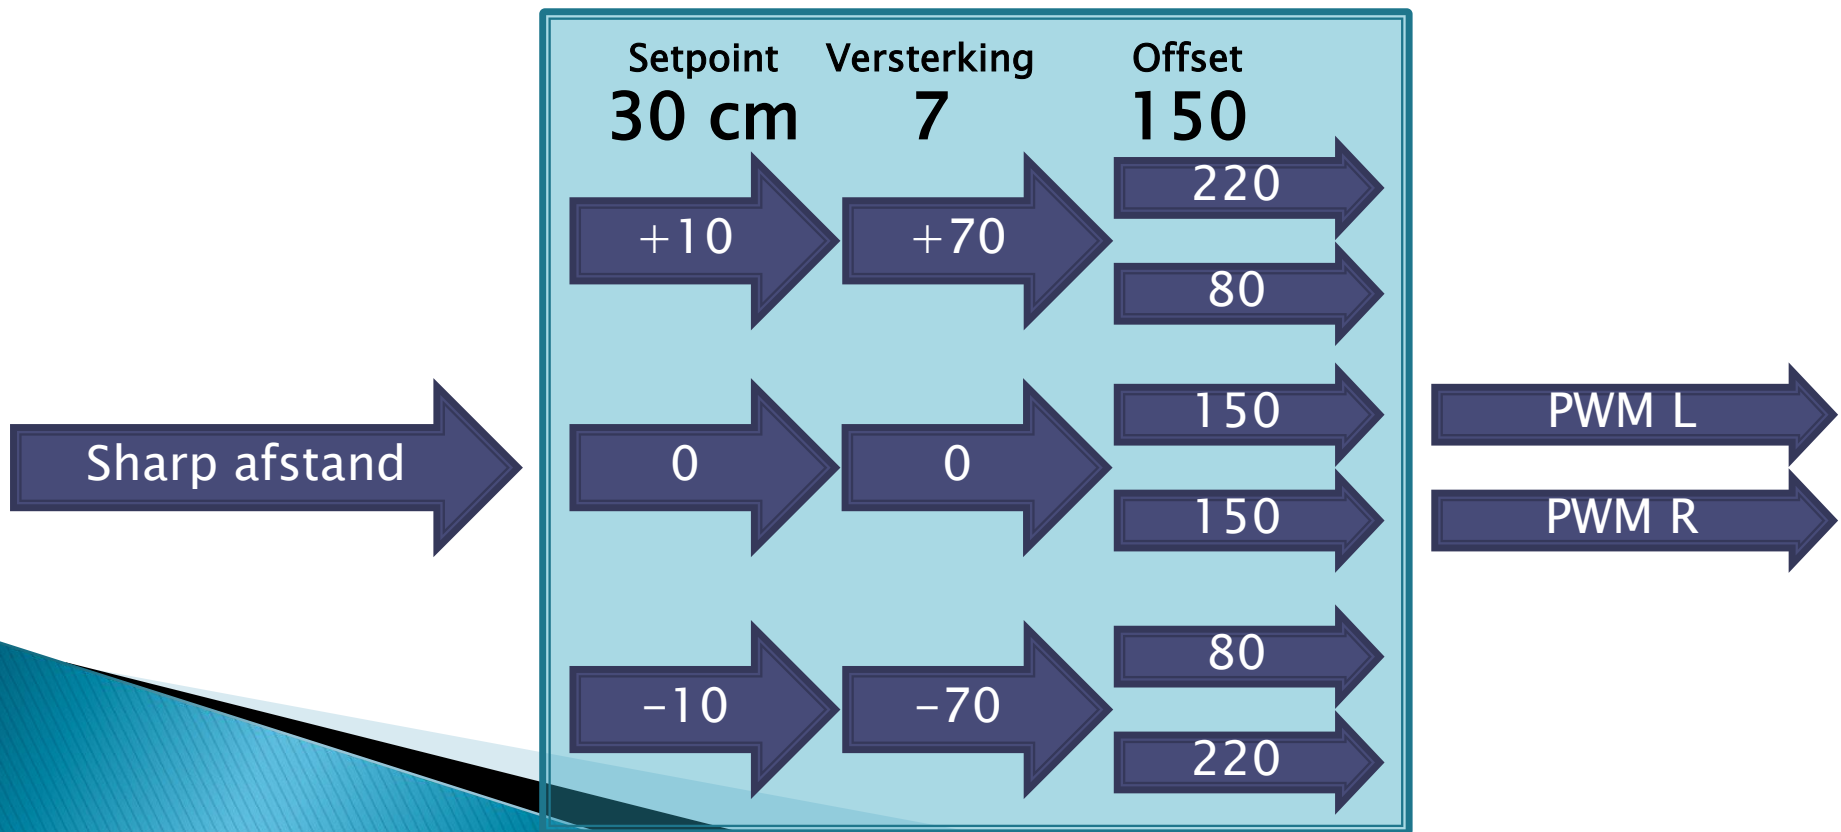 Setpoint Versterking Offset
30 cm 7 150
+10 +70 220
80
Sharp afstand 0 0 150 PWM L
150 PWM R
-10 -70 80
220